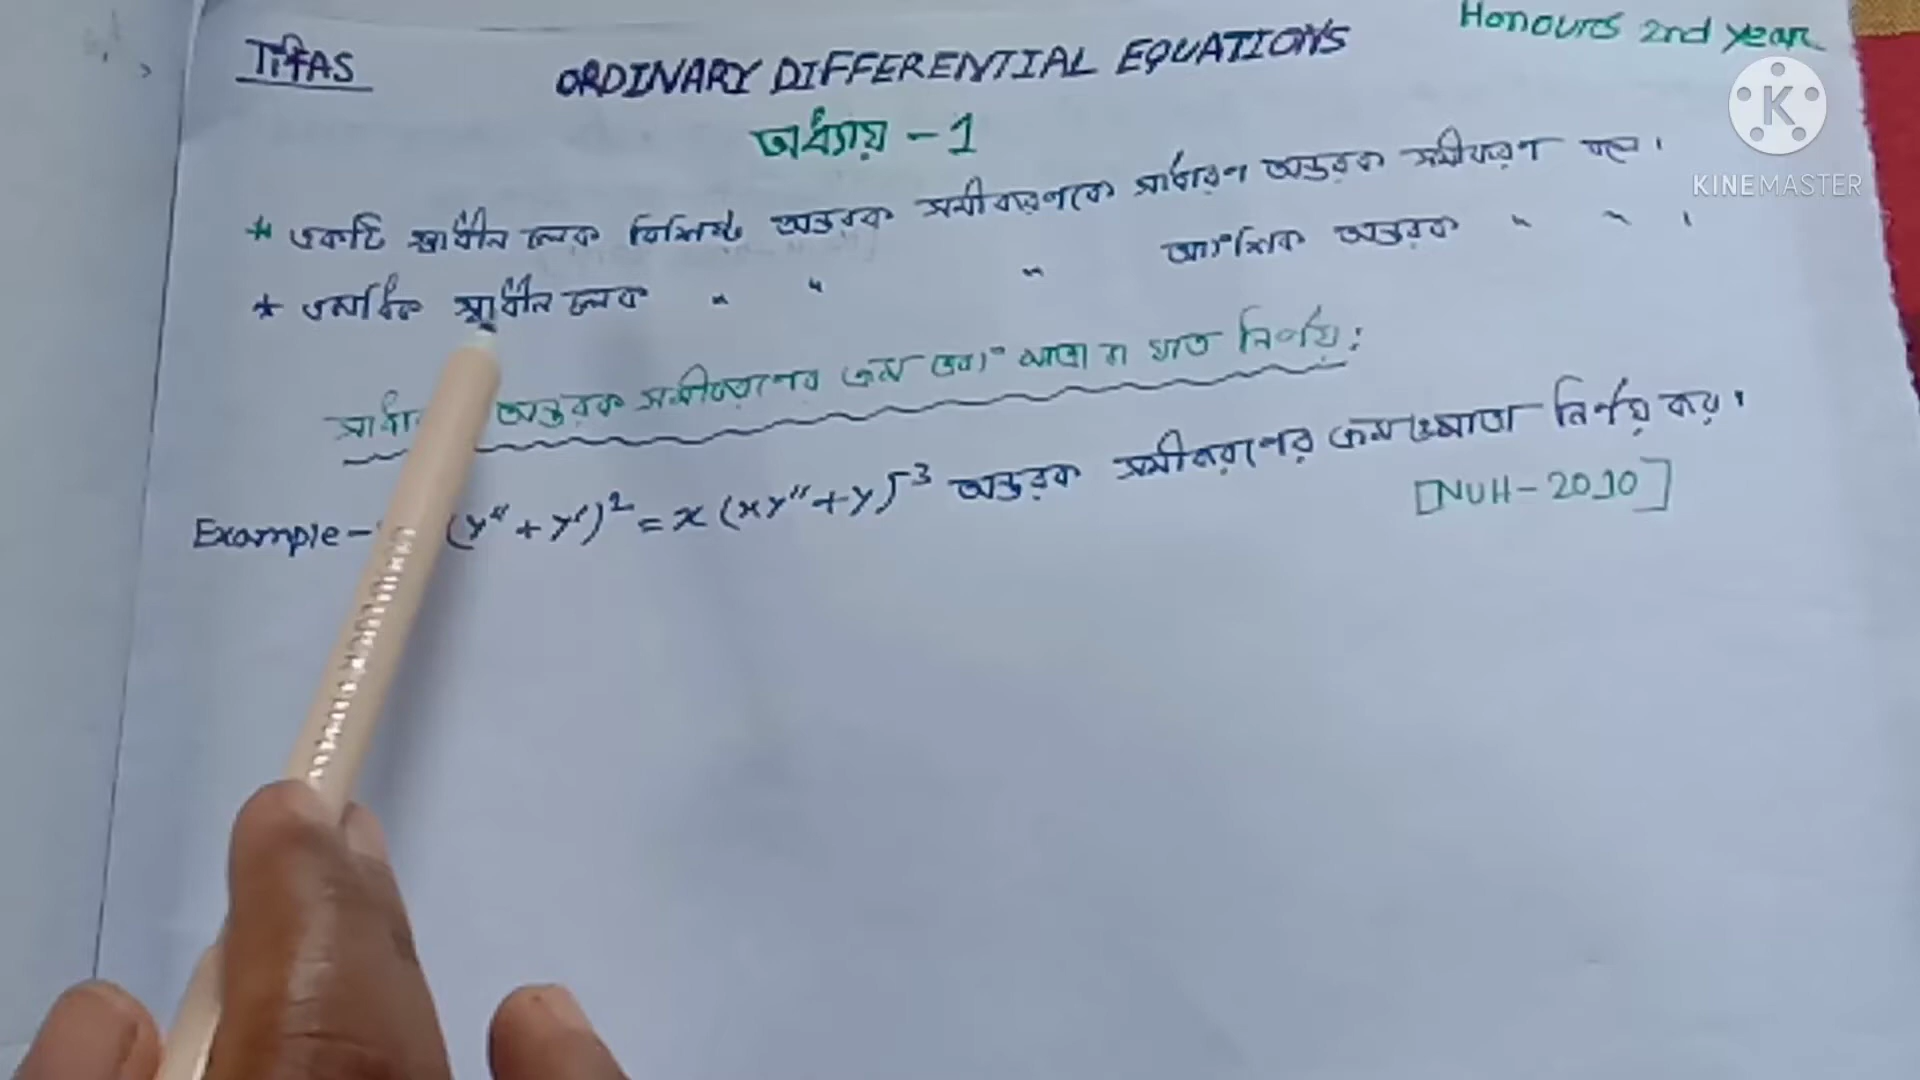 TIFAS
ORDINARY DIFFERENTIAL EQUATIONS
Honours 2nd year
অধ্যায় - 1
KINEMASTER
* একটি স্বাধীন চলক বিশিষ্ট অন্তরক সমীকরণকে সাধারণ অন্তরক সমীকরণ বলে।
* একাধিক স্বাধীন চলক " " " আংশিক অন্তরক " " ।
অন্তরক সমীকরণের ক্রম এবং মাত্রা বা ঘাত নির্ণয়:
Example- (y'' + y')² = x (xy'' + y)⁻³ অন্তরক সমীকরণের ক্রম ও মাত্রা নির্ণয় কর।
[NUH-2010]